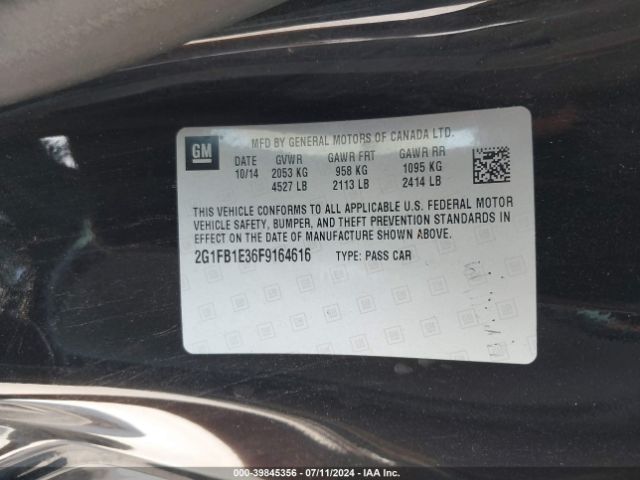 GM
MFD BY GENERAL MOTORS OF CANADA LTD.
DATE GVWR GAWR FRT GAWR RR
10/14 2053 KG 958 KG 1095 KG
4527 LB 2113 LB 2414 LB
THIS VEHICLE CONFORMS TO ALL APPLICABLE U.S. FEDERAL MOTOR
VEHICLE SAFETY, BUMPER, AND THEFT PREVENTION STANDARDS IN
EFFECT ON THE DATE OF MANUFACTURE SHOWN ABOVE.
2G1FB1E36F9164616 TYPE: PASS CAR
000-39845356 / 07/11/2024 - IAA Inc.